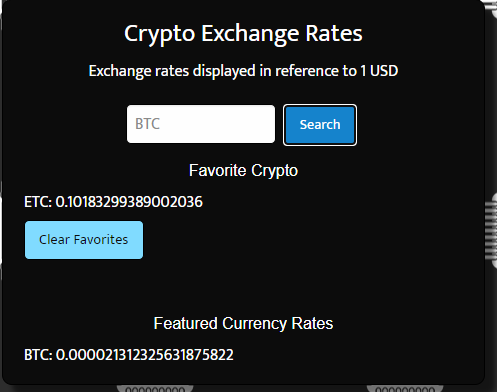 Crypto Exchange Rates
Exchange rates displayed in reference to 1 USD
BTC
Search
Favorite Crypto
ETC: 0.10183299389002036
Clear Favorites
Featured Currency Rates
BTC: 0.000021312325631875822